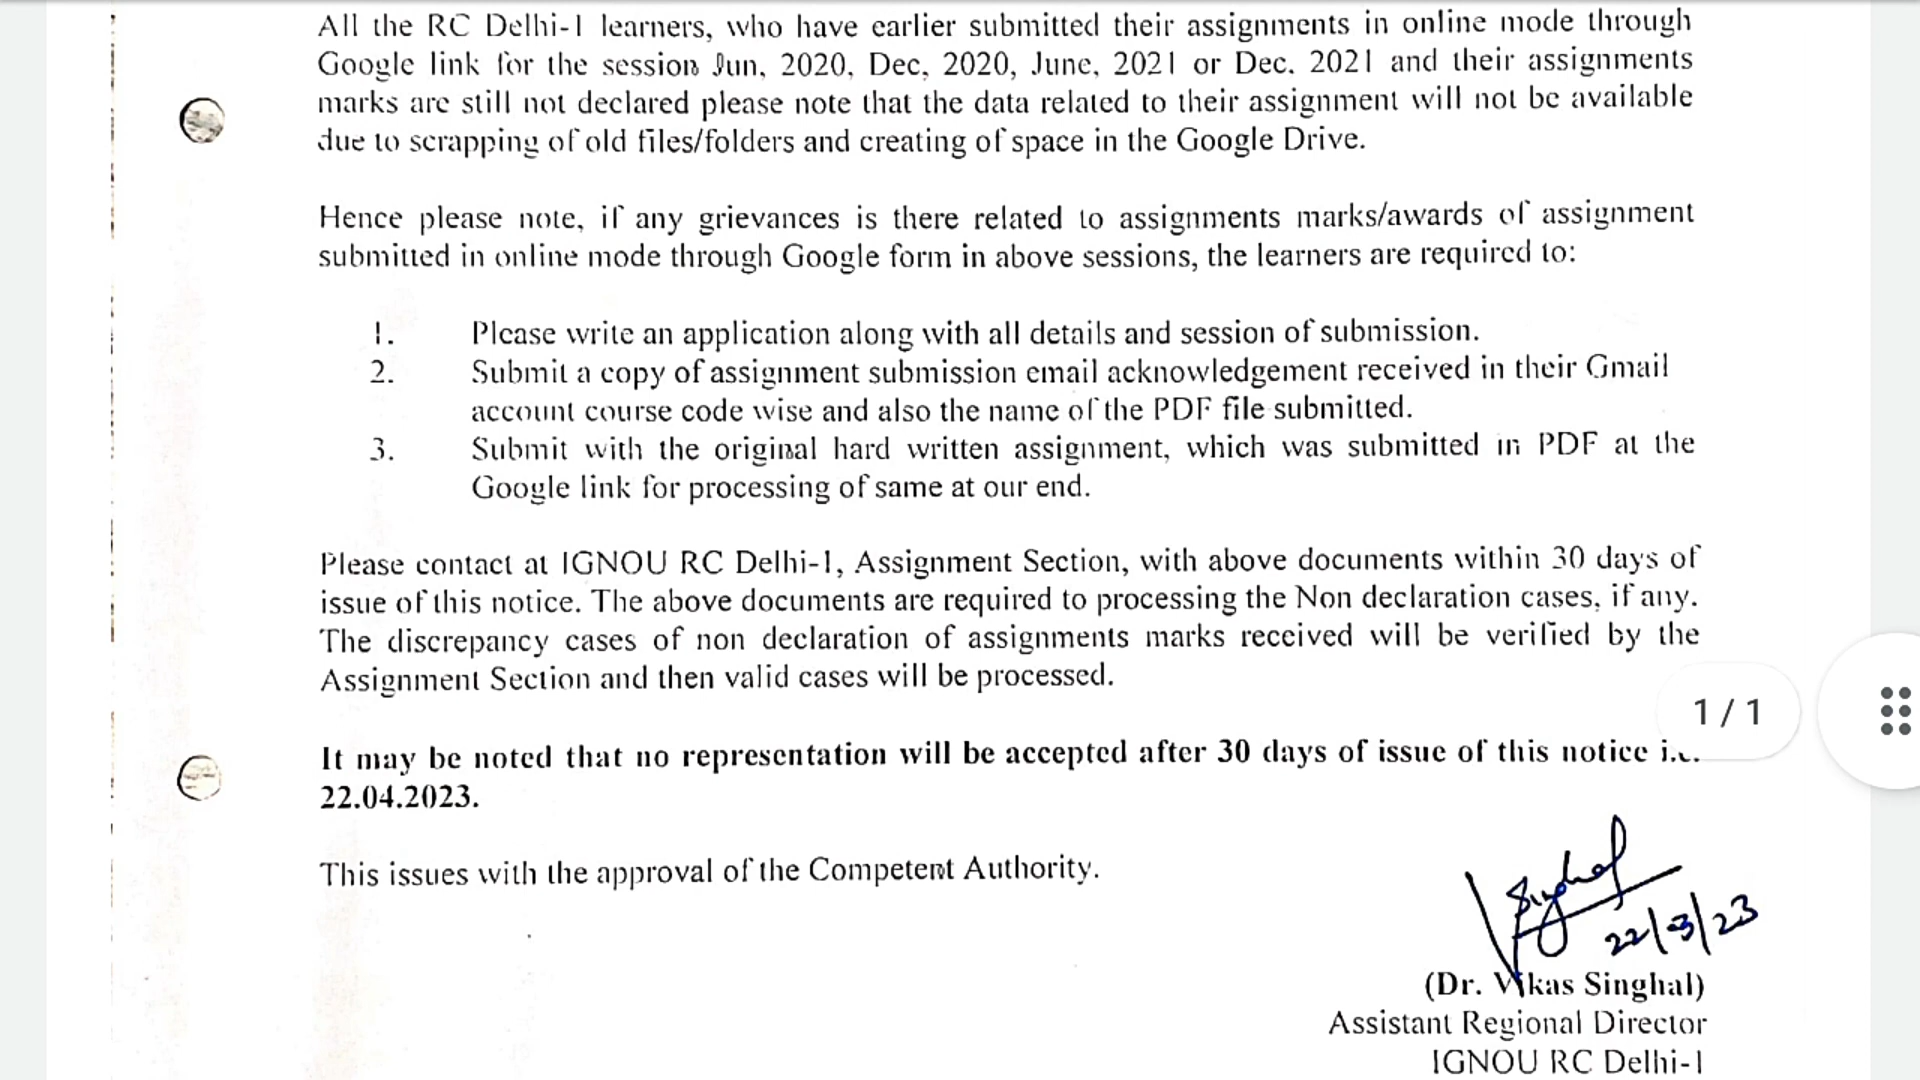 All the RC Delhi-1 learners, who have earlier submitted their assignments in online mode through
Google link for the session Jun, 2020, Dec, 2020, June, 2021 or Dec. 2021 and their assignments
marks are still not declared please note that the data related to their assignment will not be available
due to scrapping of old files/folders and creating of space in the Google Drive.
Hence please note, if any grievances is there related to assignments marks/awards of assignment
submitted in online mode through Google form in above sessions, the learners are required to:
1. Please write an application along with all details and session of submission.
2. Submit a copy of assignment submission email acknowledgement received in their Gmail
account course code wise and also the name of the PDF file submitted.
3. Submit with the original hard written assignment, which was submitted in PDF at the
Google link for processing of same at our end.
Please contact at IGNOU RC Delhi-1, Assignment Section, with above documents within 30 days of
issue of this notice. The above documents are required to processing the Non declaration cases, if any.
The discrepancy cases of non declaration of assignments marks received will be verified by the
Assignment Section and then valid cases will be processed.
1 / 1
It may be noted that no representation will be accepted after 30 days of issue of this notice i.e.
22.04.2023.
This issues with the approval of the Competent Authority.
Singhal
22/3/23
(Dr. Vikas Singhal)
Assistant Regional Director
IGNOU RC Delhi-1